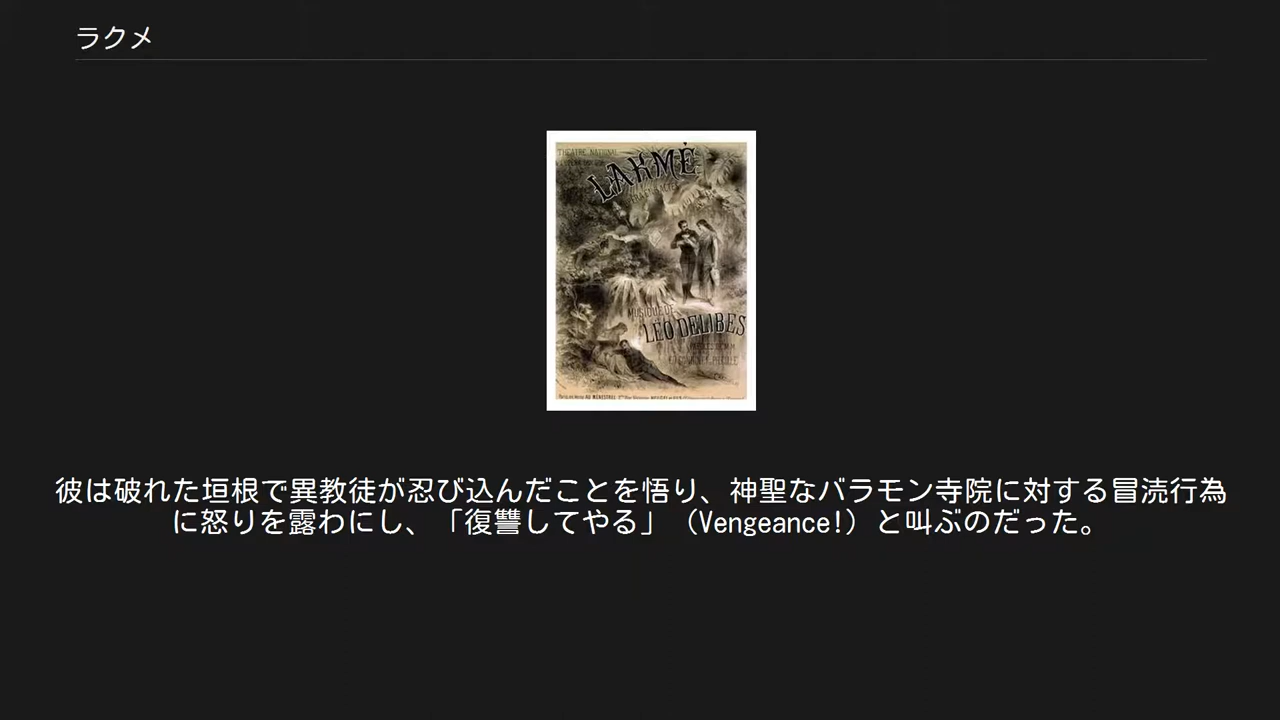 ラクメ
THÉATRE NATIONAL
LAKMÉ
MUSIQUE DE
LÉO DELIBES
彼は破れた垣根で異教徒が忍び込んだことを悟り、神聖なバラモン寺院に対する冒涜行為
に怒りを露わにし、「復讐してやる」（Vengeance!）と叫ぶのだった。